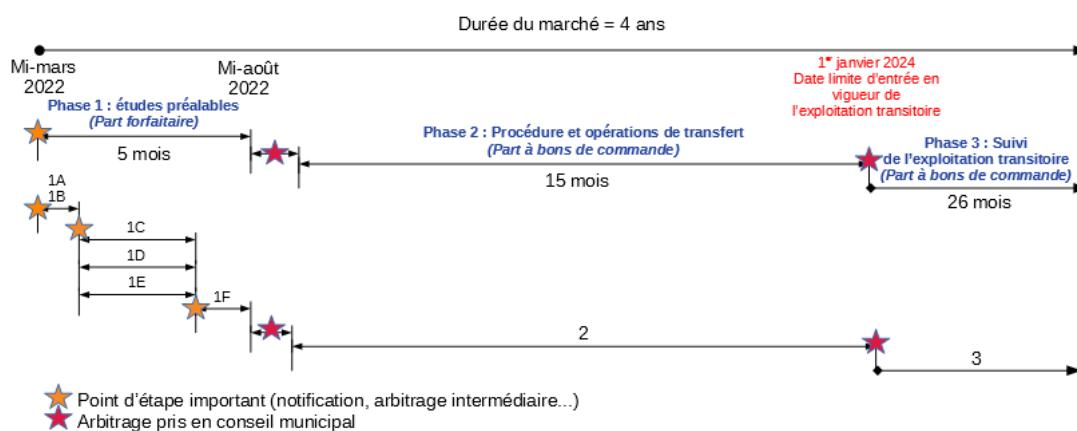 Durée du marché = 4 ans
Mi-mars
2022
Mi-août
2022
1er janvier 2024
Date limite d'entrée en
vigueur de
l'exploitation transitoire
Phase 1 : études préalables
(Part forfaitaire)
5 mois
Phase 2 : Procédure et opérations de transfert
(Part à bons de commande)
15 mois
Phase 3 : Suivi
de l'exploitation transitoire
(Part à bons de commande)
26 mois
1A
1B
1C
1D
1E
1F
2
3
Point d'étape important (notification, arbitrage intermédiaire...)
Arbitrage pris en conseil municipal